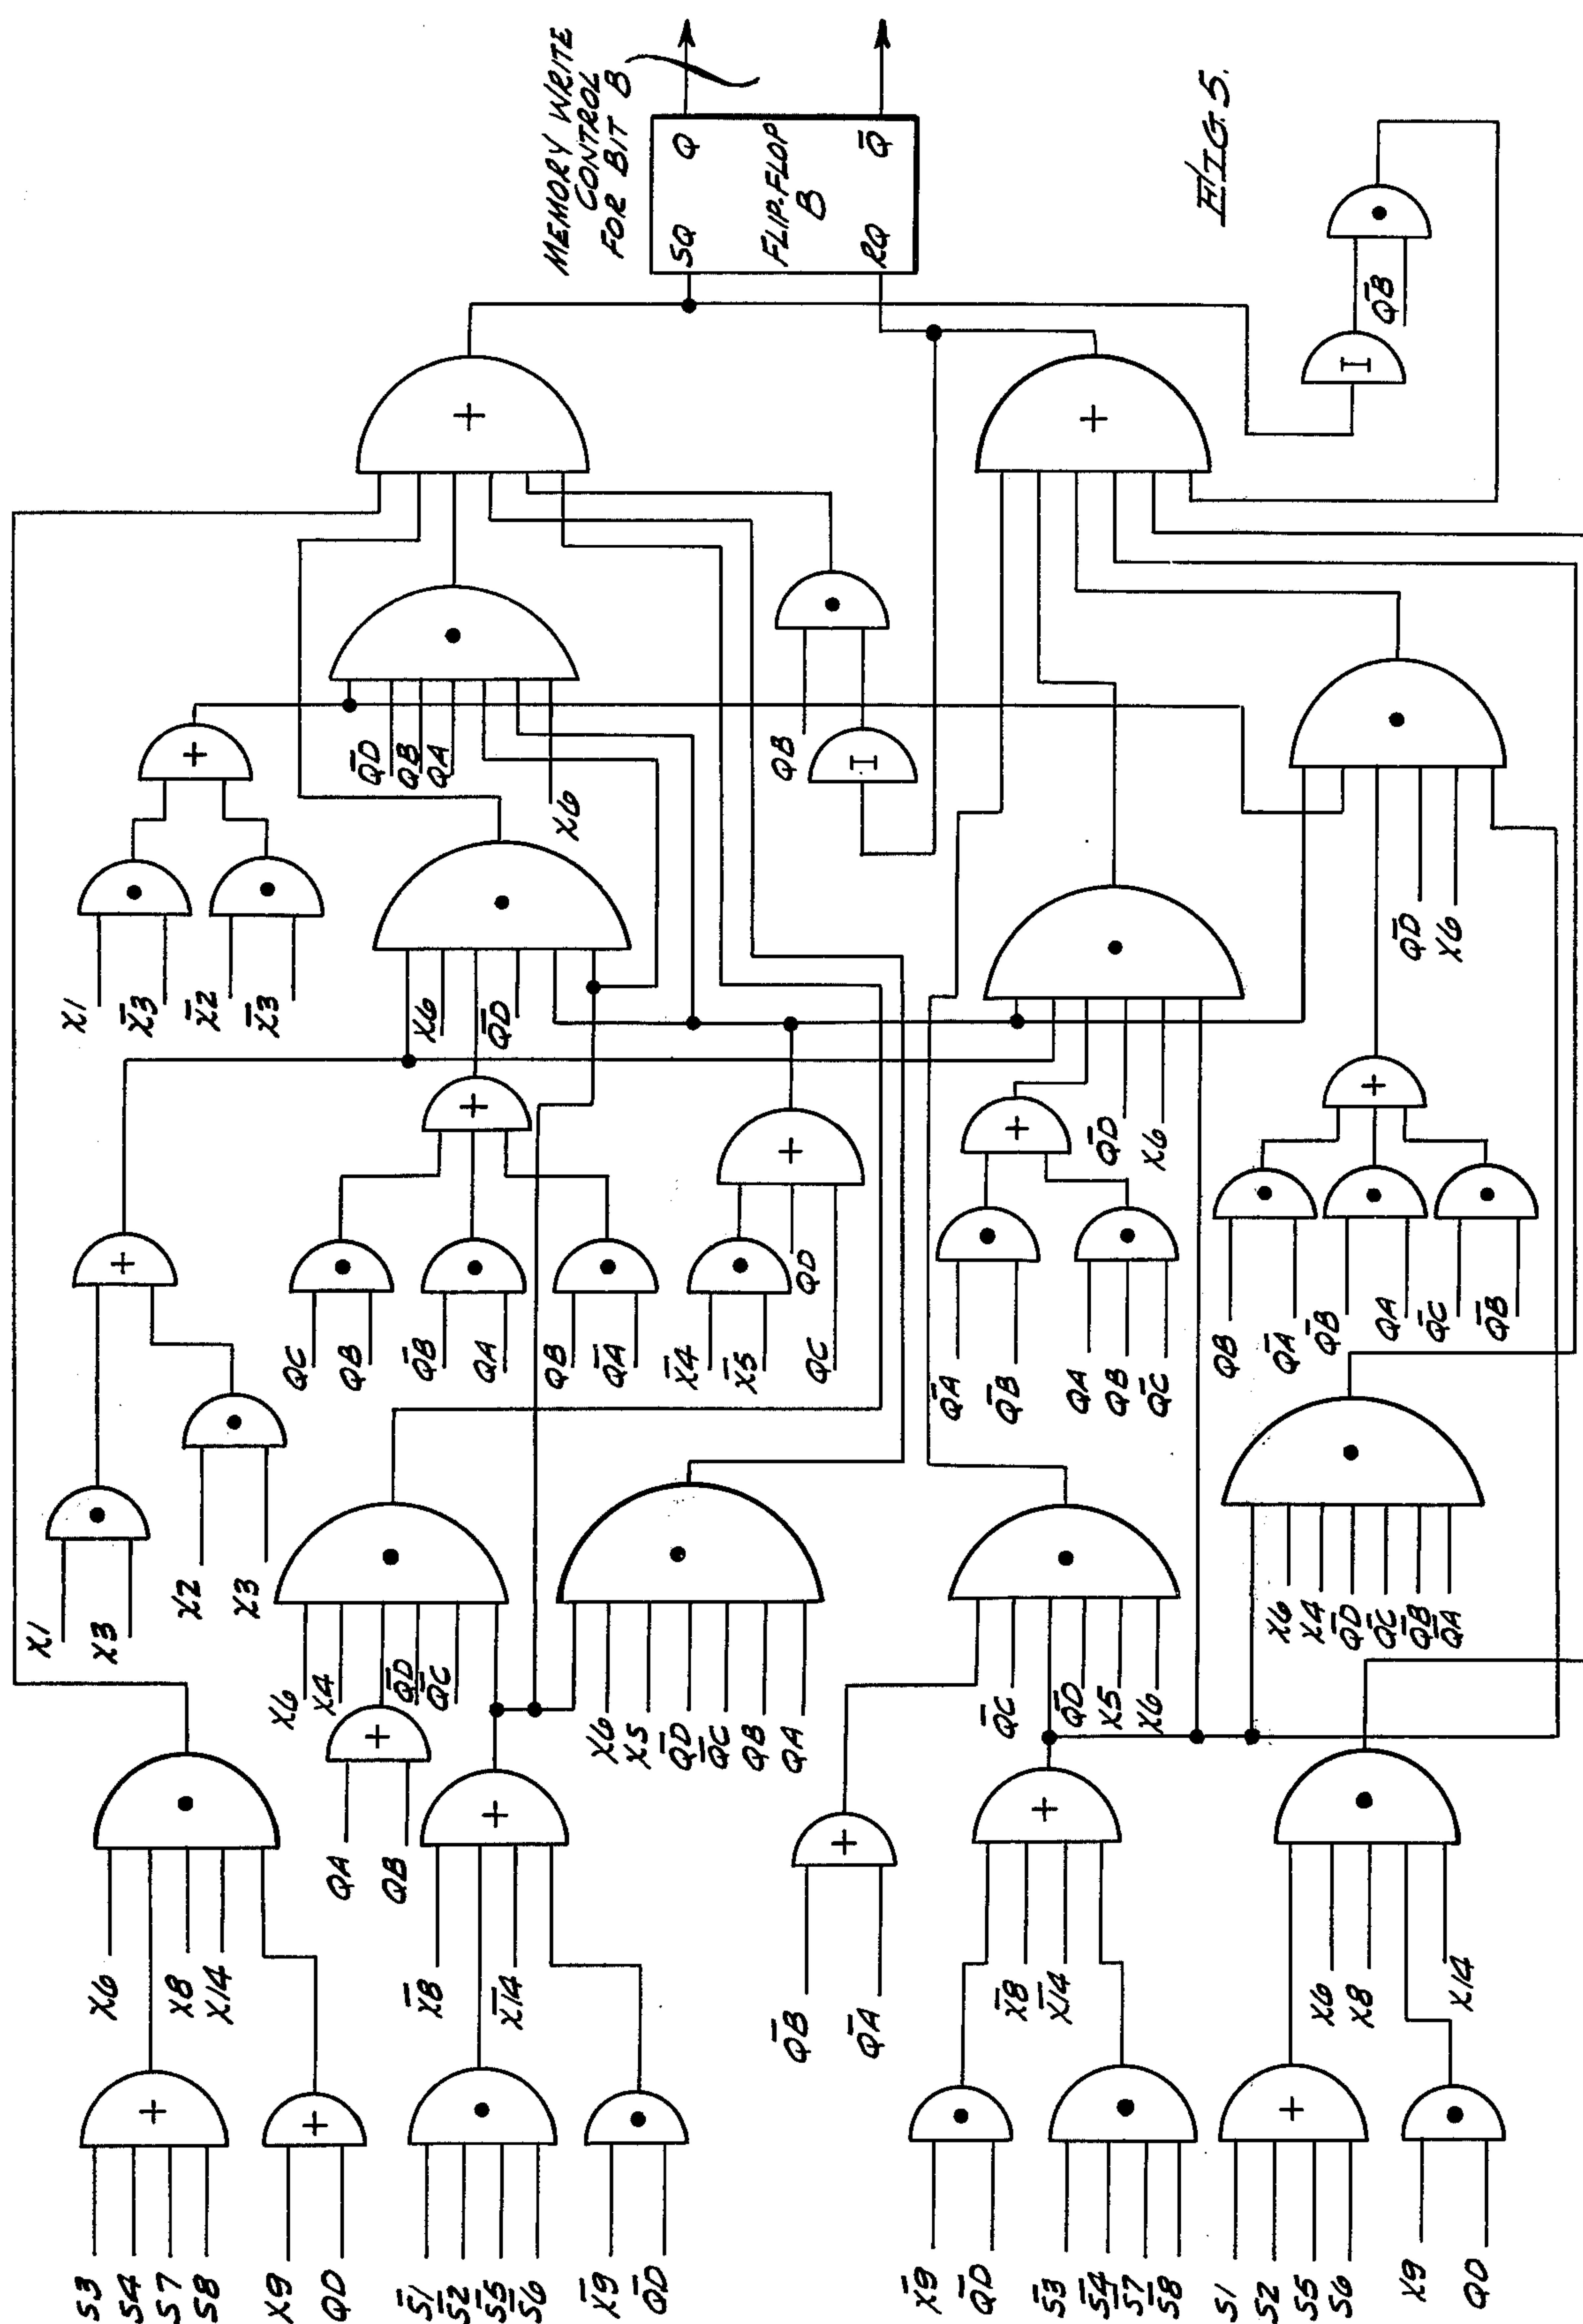 MEMORY WRITE
CONTROL
FOR BIT B
SQ
Q
FLIP-FLOP
B
RQ
Q̄
FIG. 5.
I
Q̄B
+
+
Q̄D
QB
QA
X6
QB
I
+
X1
X̄3
X̄2
X̄3
X6
Q̄D
Q̄D
X6
+
+
+
QC
QB
Q̄B
QA
QB
Q̄A
X̄4
X̄5
QD
QC
+
Q̄A
Q̄B
QA
QB
Q̄C
Q̄D
X6
+
QB
Q̄A
Q̄B
QA
Q̄C
Q̄B
+
X1
X3
X2
X3
X6
X4
Q̄D
Q̄C
X6
X5
Q̄D
Q̄C
QB
QA
Q̄C
Q̄D
X5
X6
X6
X4
Q̄D
Q̄C
Q̄B
Q̄A
+
QA
QB
+
+
Q̄B
Q̄A
+
X6
X8
X14
X̄8
X̄14
X̄8
X̄14
X6
X8
X14
+
S3
S4
S7
S8
+
X9
QD
S̄1
S̄2
S̄5
S̄6
X̄9
Q̄D
X̄9
Q̄D
S̄3
S̄4
S̄7
S̄8
+
S1
S2
S5
S6
X9
QD